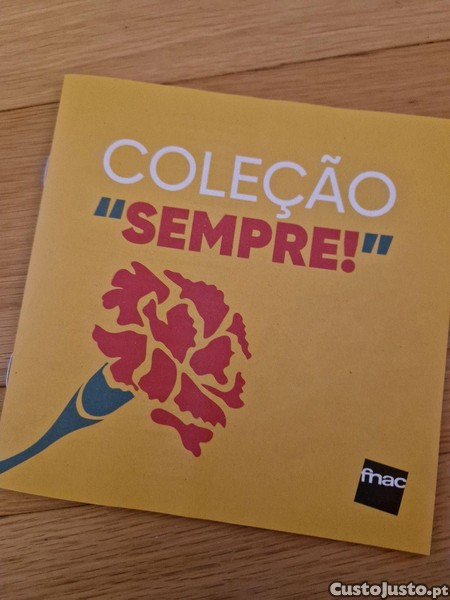 COLEÇÃO
“SEMPRE!”
fnac
CustoJusto.pt